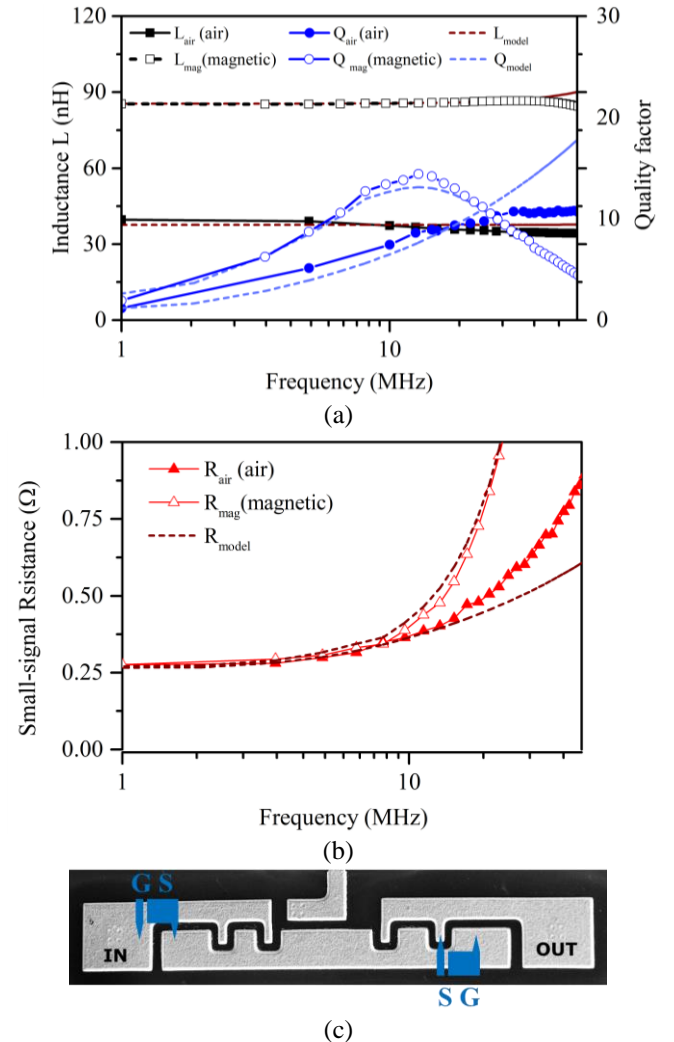 120
90
60
30
0
Inductance L (nH)
L_air (air)
Q_air (air)
L_model
L_mag(magnetic)
Q_mag(magnetic)
Q_model
30
20
10
0
Quality factor
1
10
Frequency (MHz)
(a)
1.00
0.75
0.50
0.25
0.00
Small-signal Rsistance (Ω)
R_air (air)
R_mag(magnetic)
R_model
1
10
Frequency (MHz)
(b)
G S
IN
OUT
S G
(c)